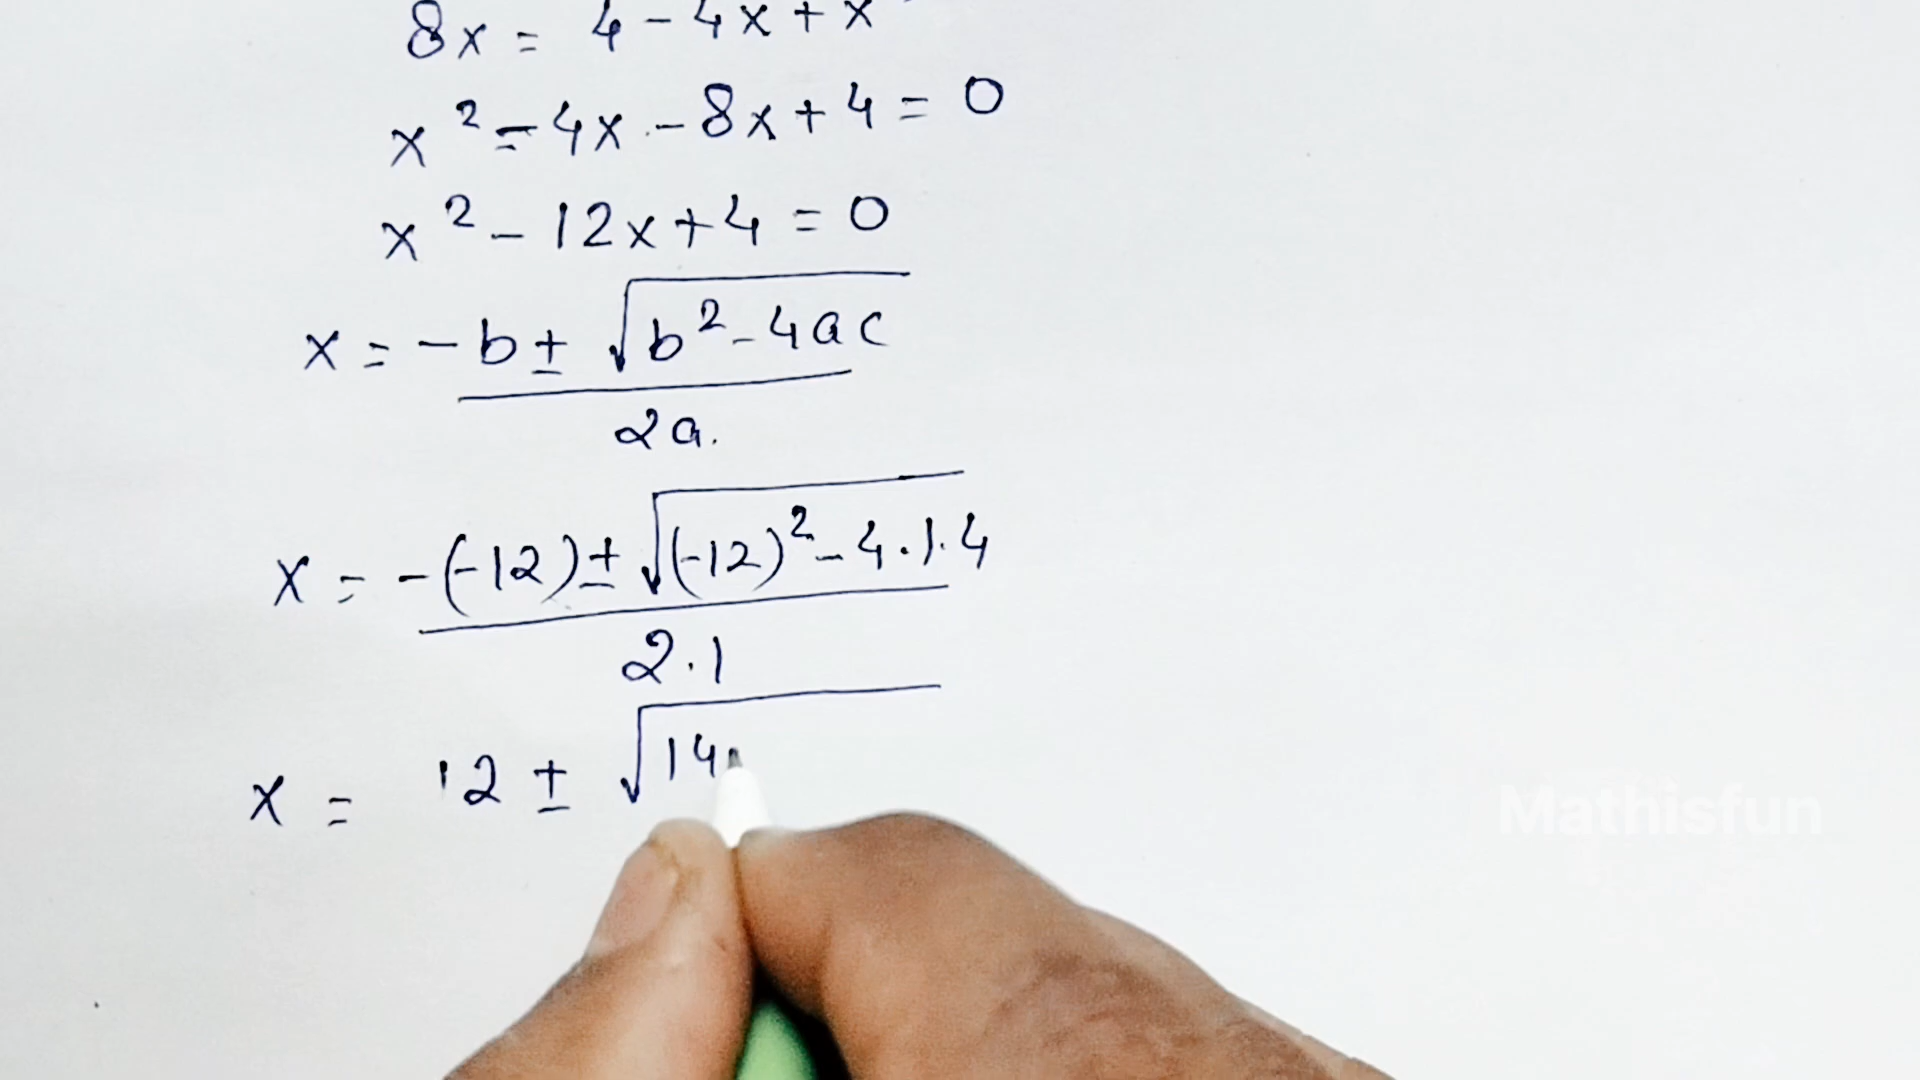 8x = 4 - 4x + x
x² - 4x - 8x + 4 = 0
x² - 12x + 4 = 0
x = -b ± √b² - 4ac
2a.
x = -(-12) ± √(-12)² - 4.1.4
2.1
x = 12 ± √14
Mathisfun